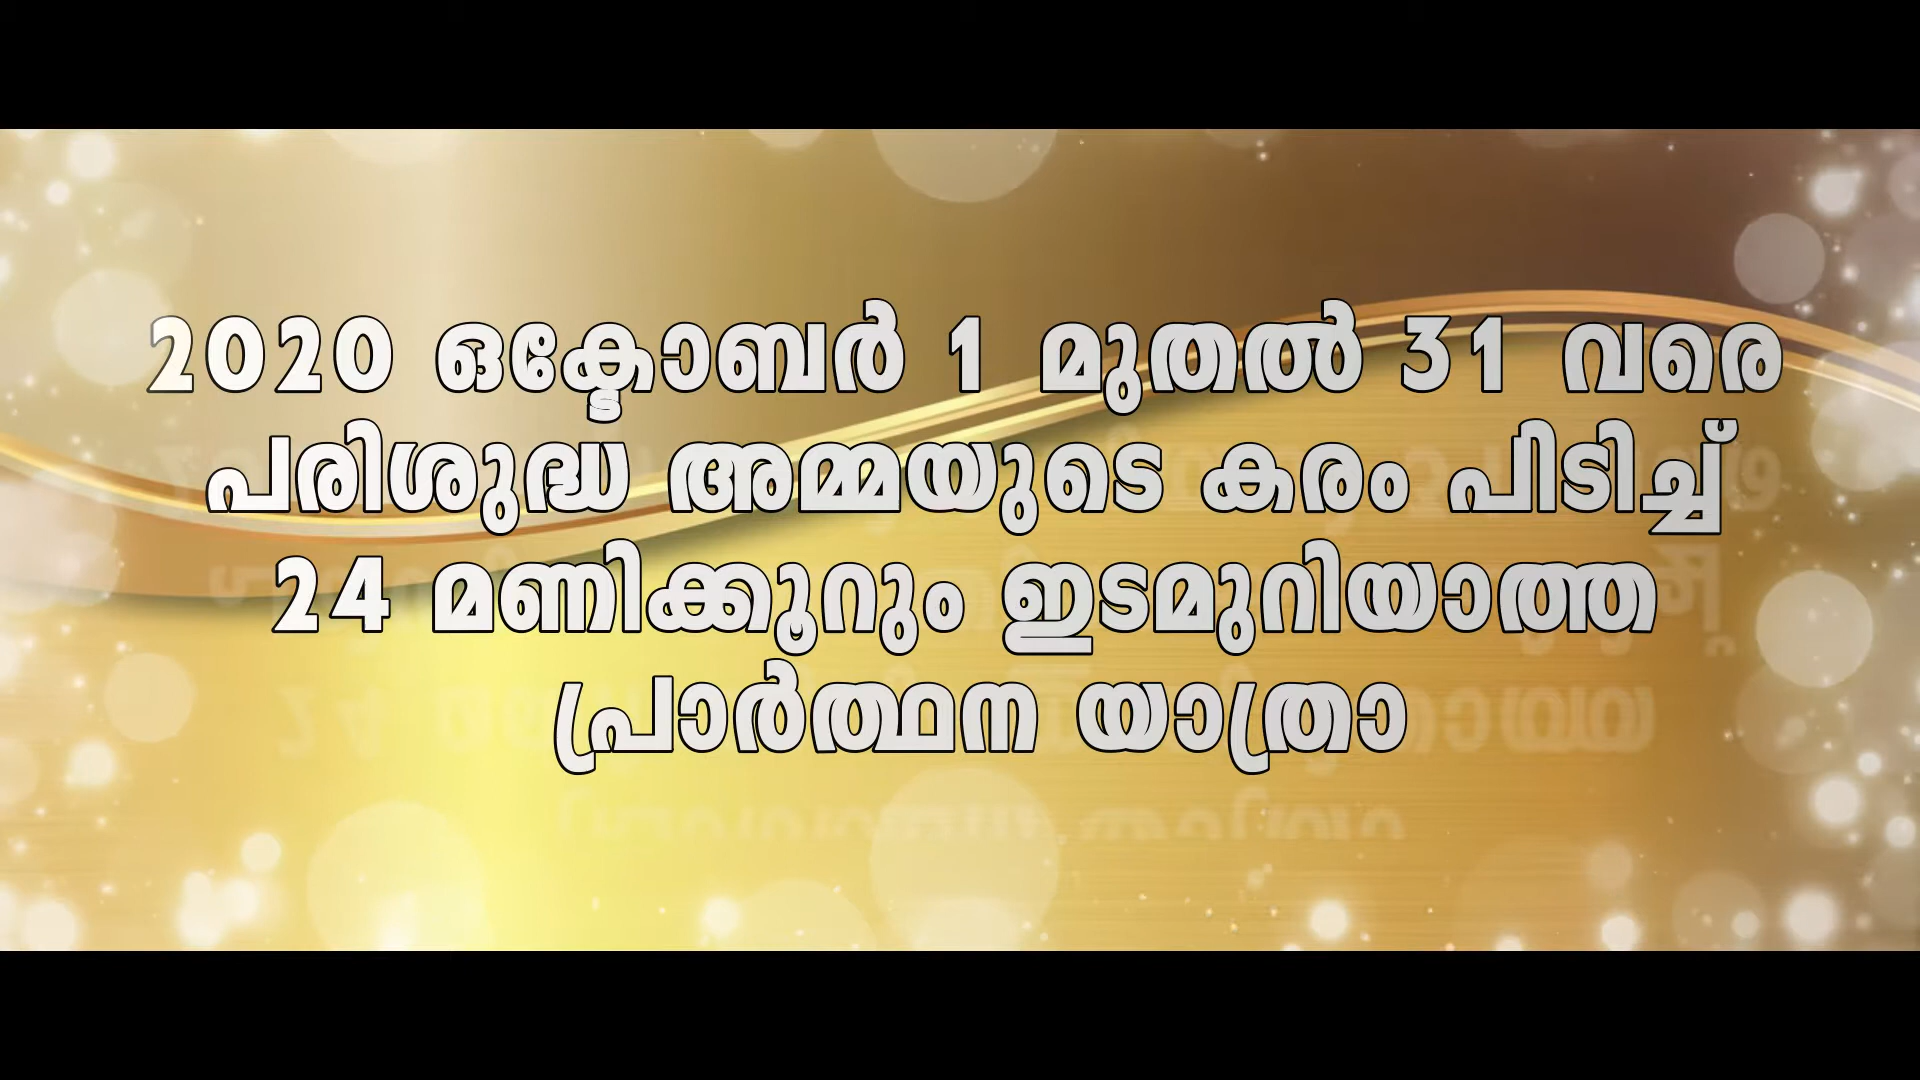 2020 ഒക്ടോബർ 1 മുതൽ 31 വരെ
പരിശുദ്ധ അമ്മയുടെ കരം പിടിച്ച്
24 മണിക്കൂറും ഇടമുറിയാത്ത
പ്രാർത്ഥന യാത്രാ